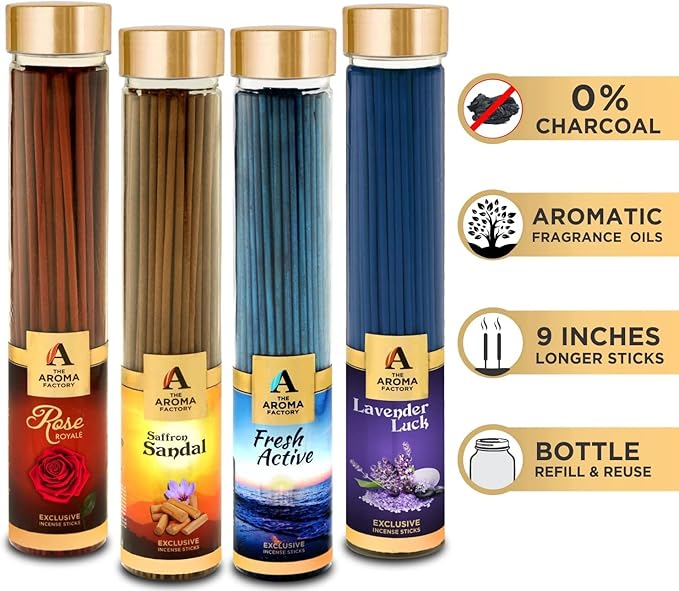 A
THE
AROMA
FACTORY
Rose
ROYALE
EXCLUSIVE
INCENSE STICKS
A
THE
AROMA
FACTORY
Saffron
Sandal
EXCLUSIVE
INCENSE STICKS
A
THE
AROMA
FACTORY
Fresh
Active
EXCLUSIVE
INCENSE STICKS
A
THE
AROMA
FACTORY
Lavender
Luck
EXCLUSIVE
INCENSE STICKS
0%
CHARCOAL
AROMATIC
FRAGRANCE OILS
9 INCHES
LONGER STICKS
BOTTLE
REFILL & REUSE